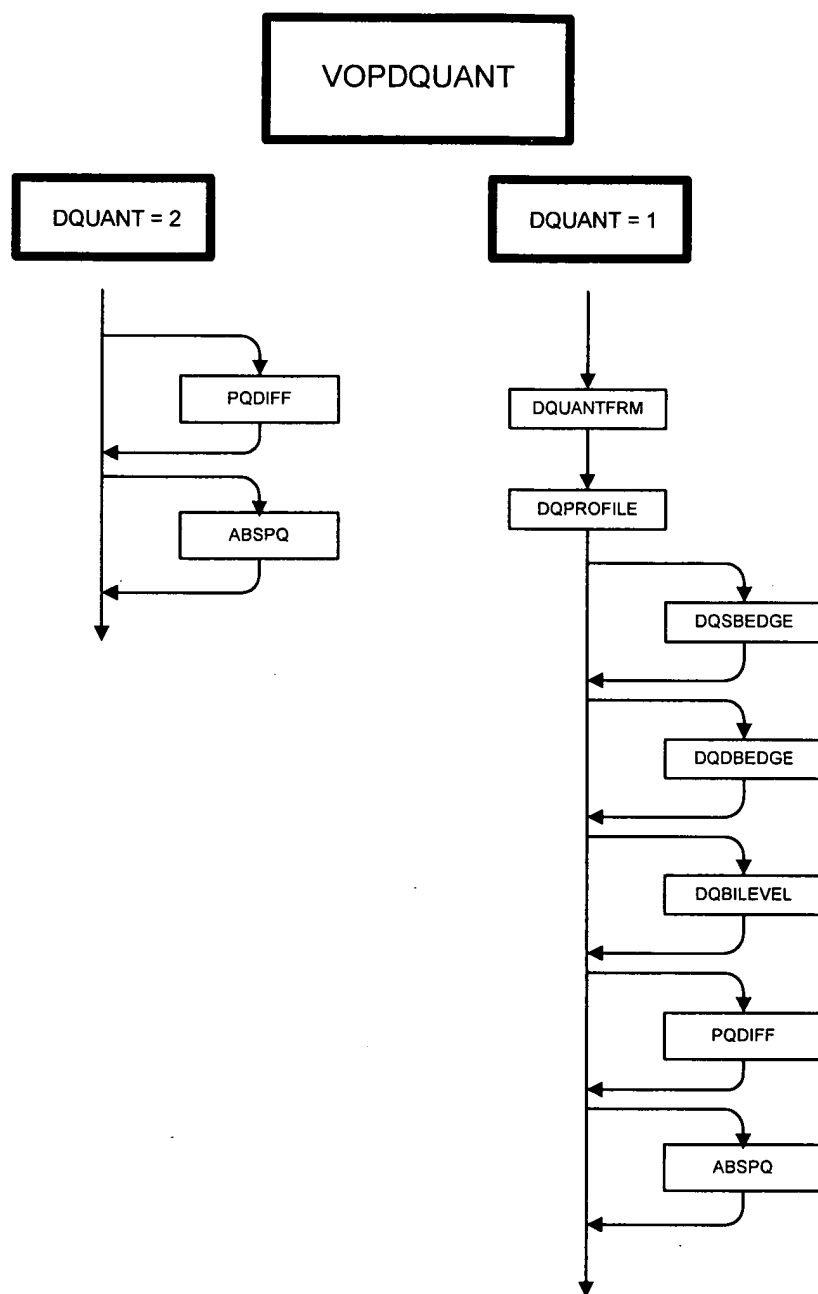 VOPDQUANT
DQUANT = 2
PQDIFF
ABSPQ
DQUANT = 1
DQUANTFRM
DQPROFILE
DQSBEDGE
DQDBEDGE
DQBILEVEL
PQDIFF
ABSPQ